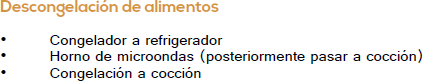 Descongelación de alimentos
• Congelador a refrigerador
• Horno de microondas (posteriormente pasar a cocción)
• Congelación a cocción